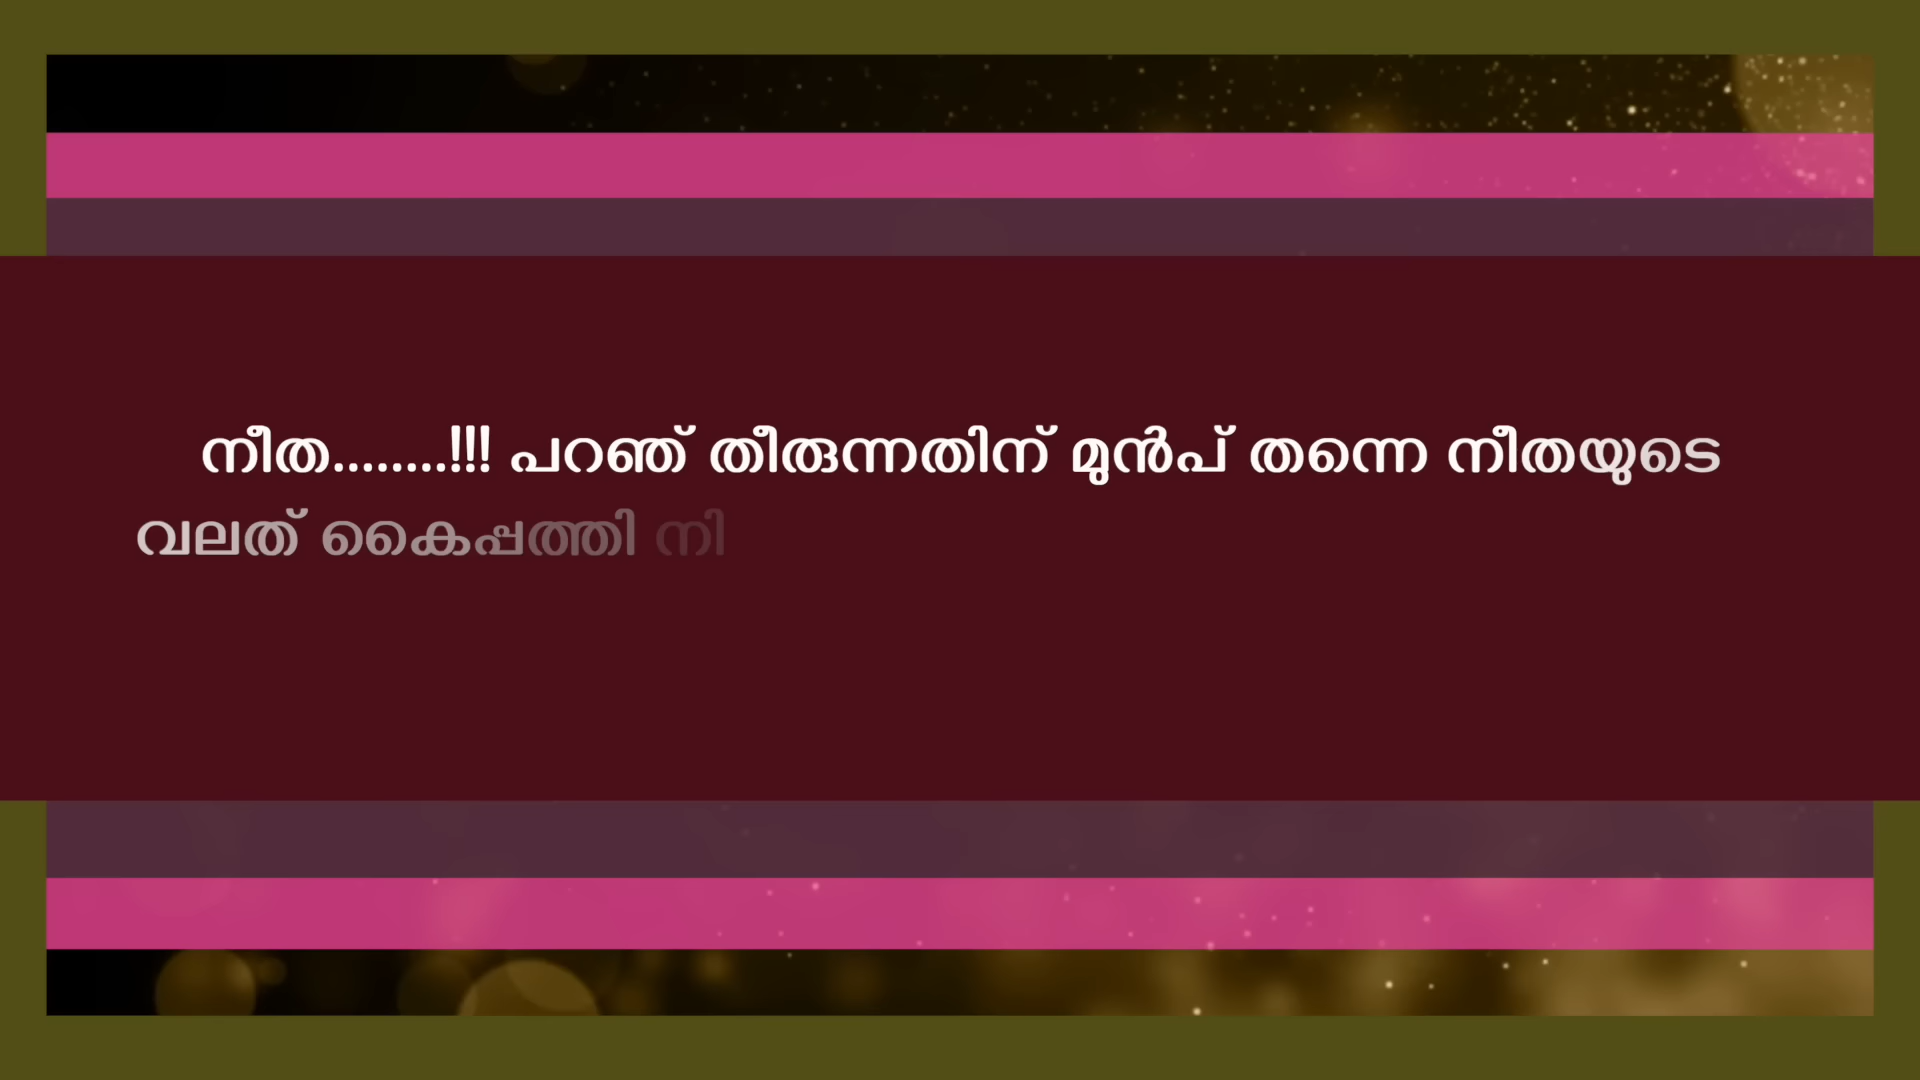 നീത........!!! പറഞ് തീരുന്നതിന് മുൻപ് തന്നെ നീതയുടെ
വലത് കൈപ്പത്തി നി